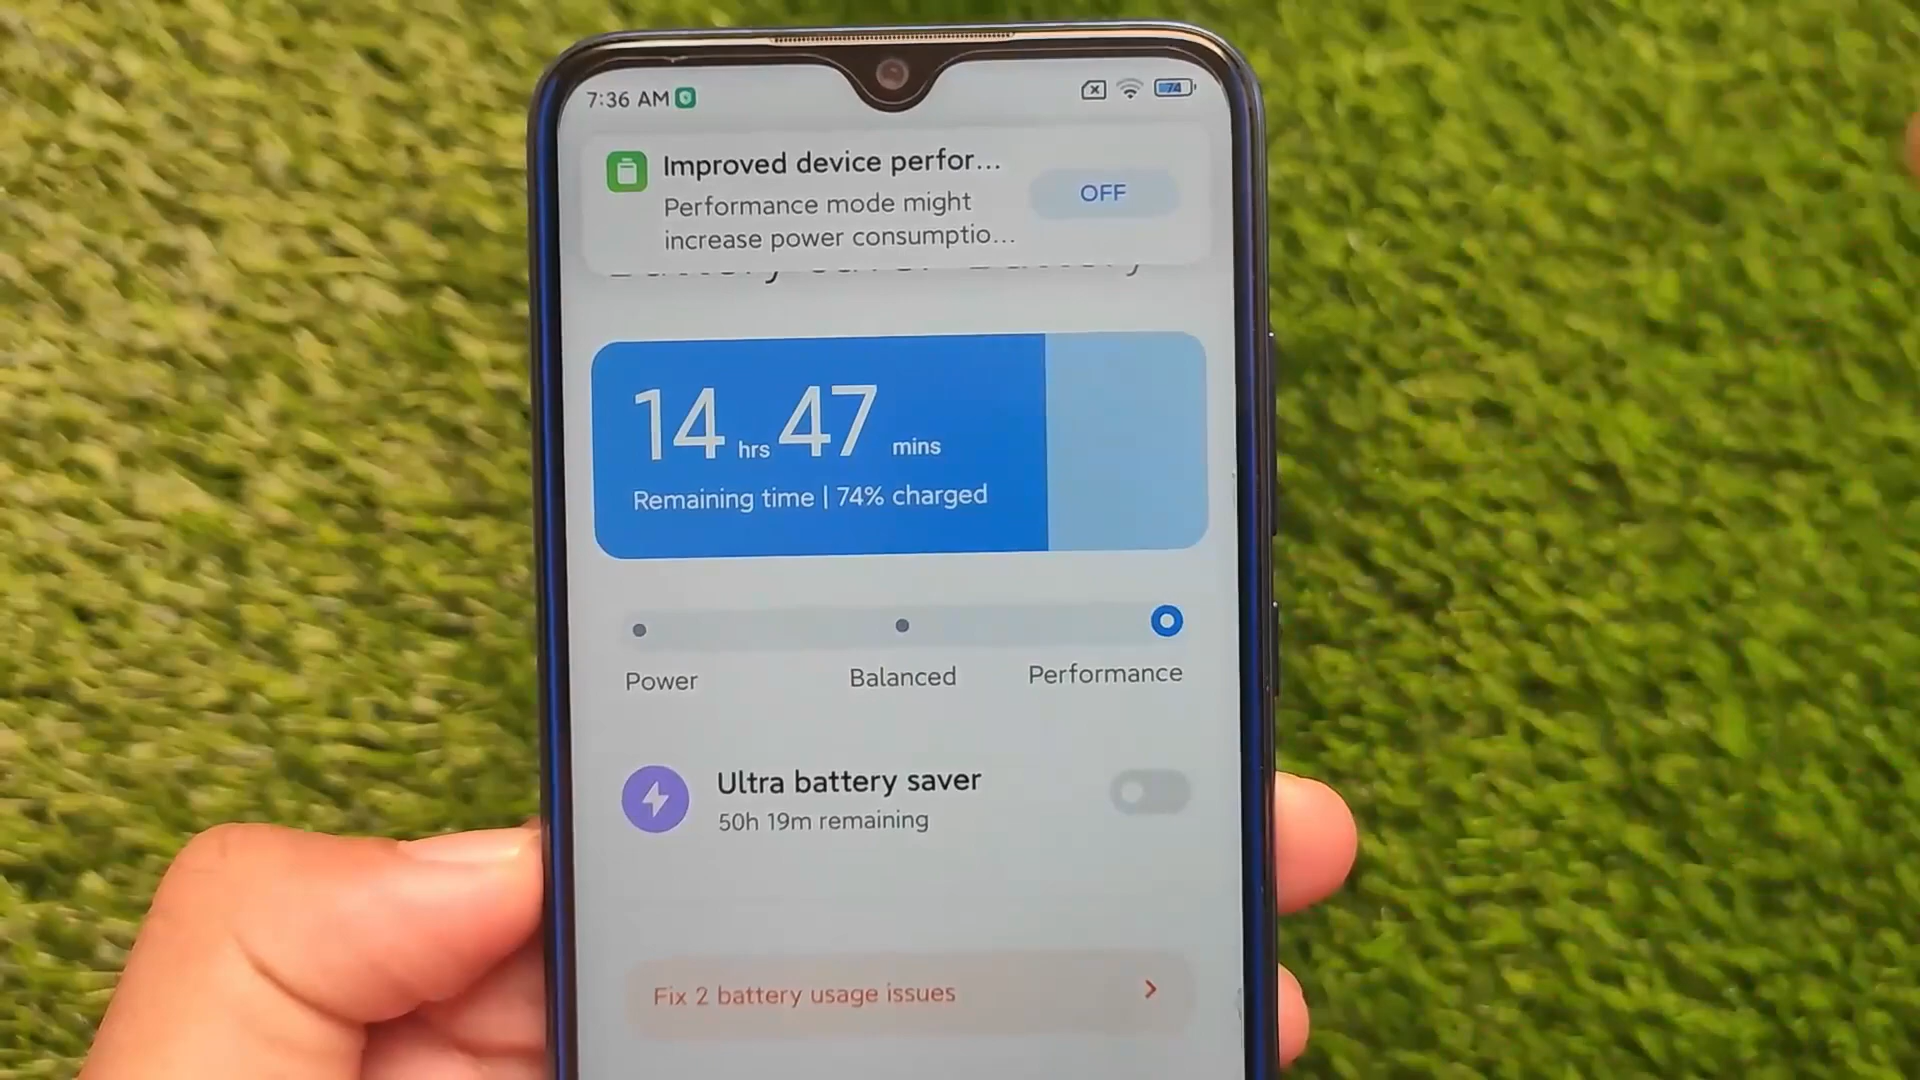 7:36 AM
74
Improved device perfor...
Performance mode might
increase power consumptio...
OFF
14 hrs 47 mins
Remaining time | 74% charged
Power
Balanced
Performance
Ultra battery saver
50h 19m remaining
Fix 2 battery usage issues